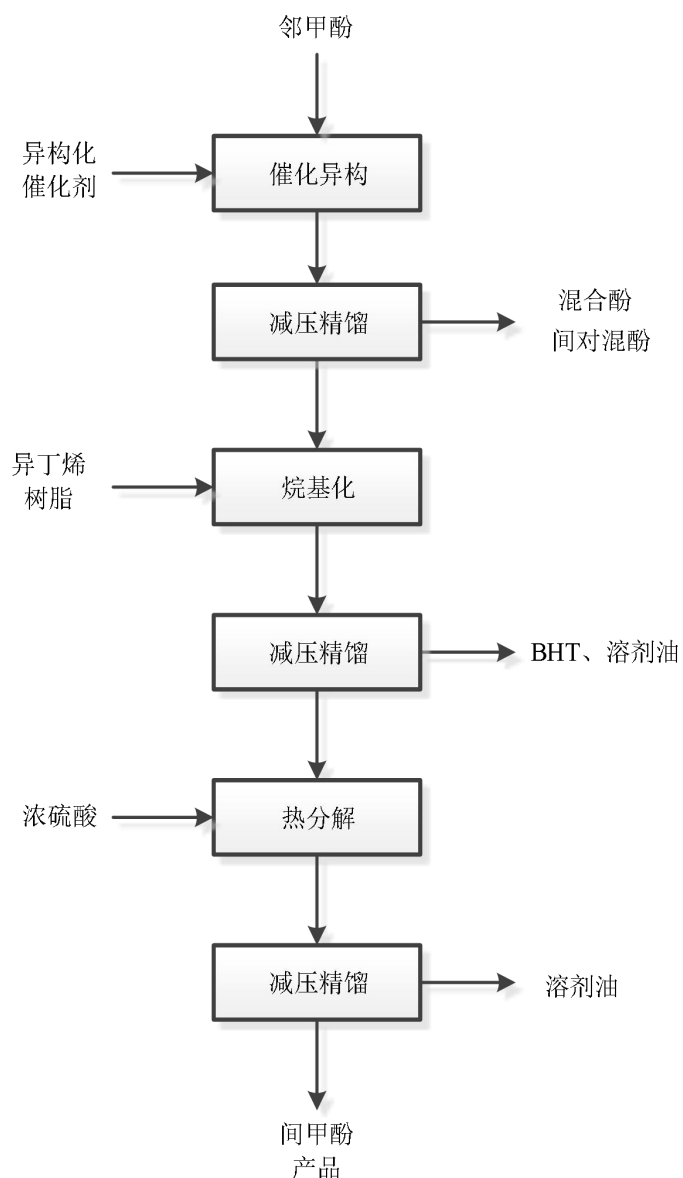 邻甲酚
异构化
催化剂
催化异构
减压精馏
混合酚
间对混酚
异丁烯
树脂
烷基化
减压精馏
BHT、溶剂油
浓硫酸
热分解
减压精馏
溶剂油
间甲酚
产品